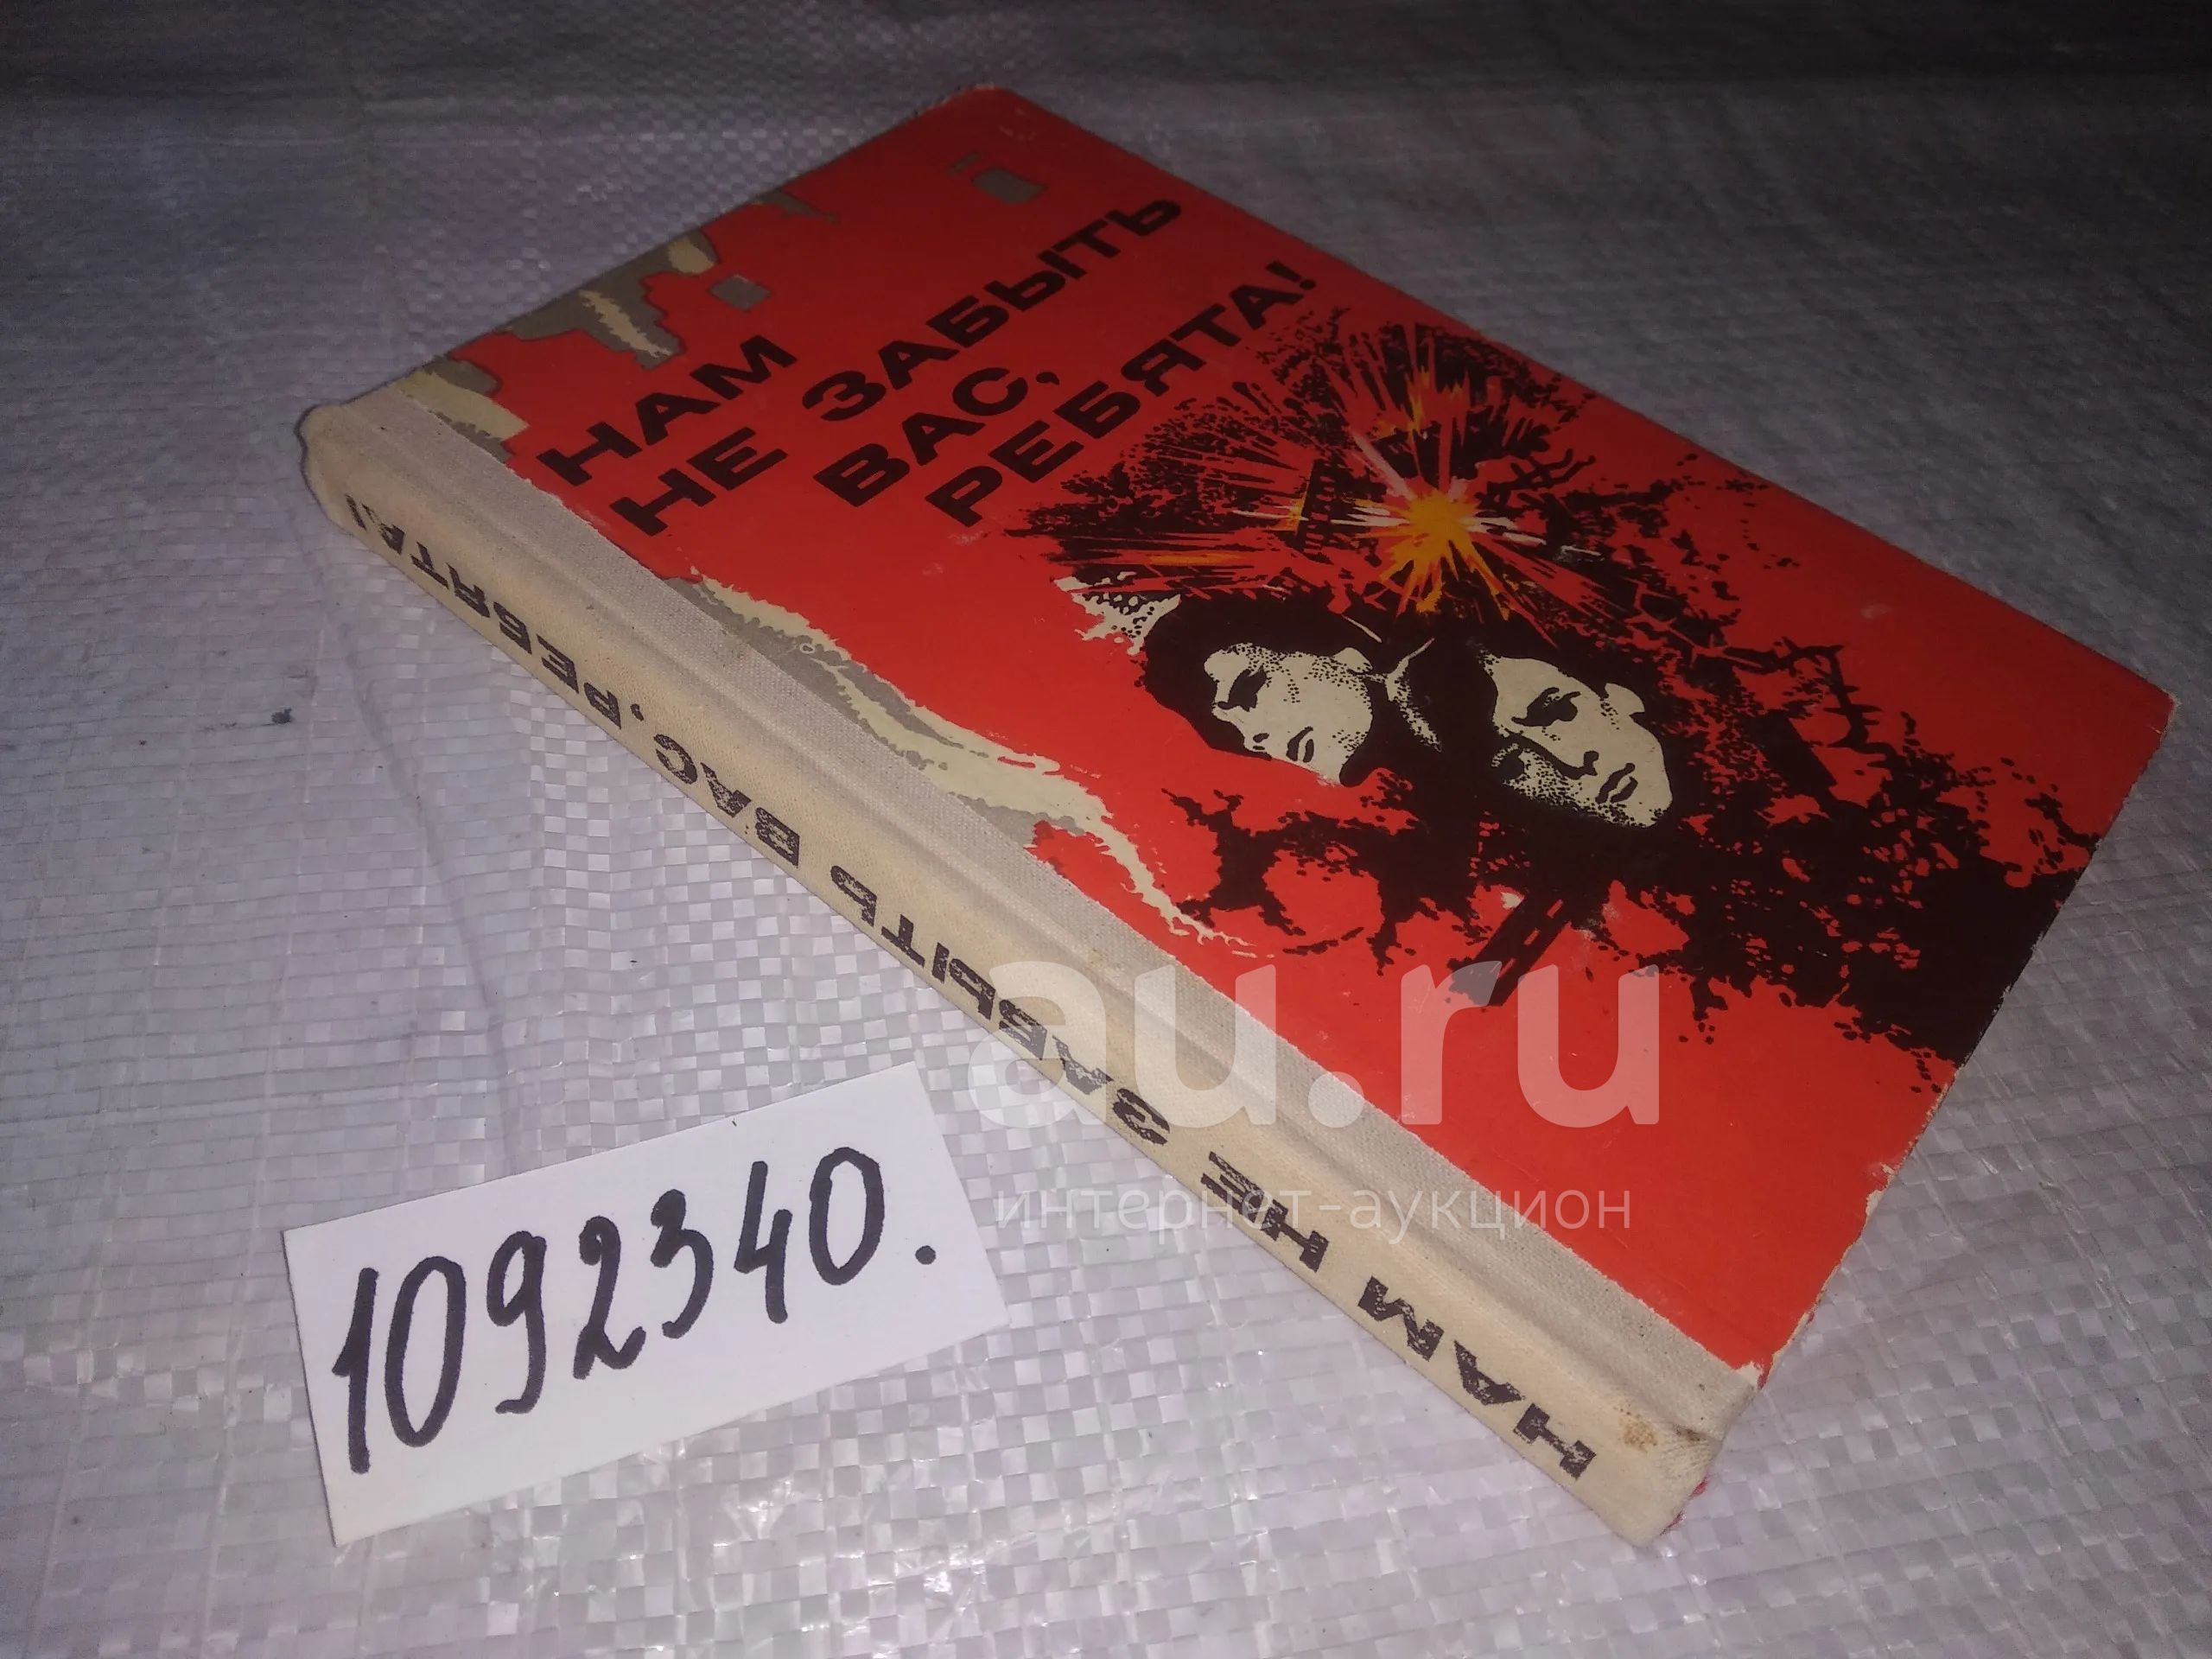 НАМ
НЕ ЗАБЫТЬ
ВАС,
РЕБЯТА!
НАМ НЕ ЗАБЫТЬ ВАС, РЕБЯТА!
au.ru
интернет-аукцион
1092340.